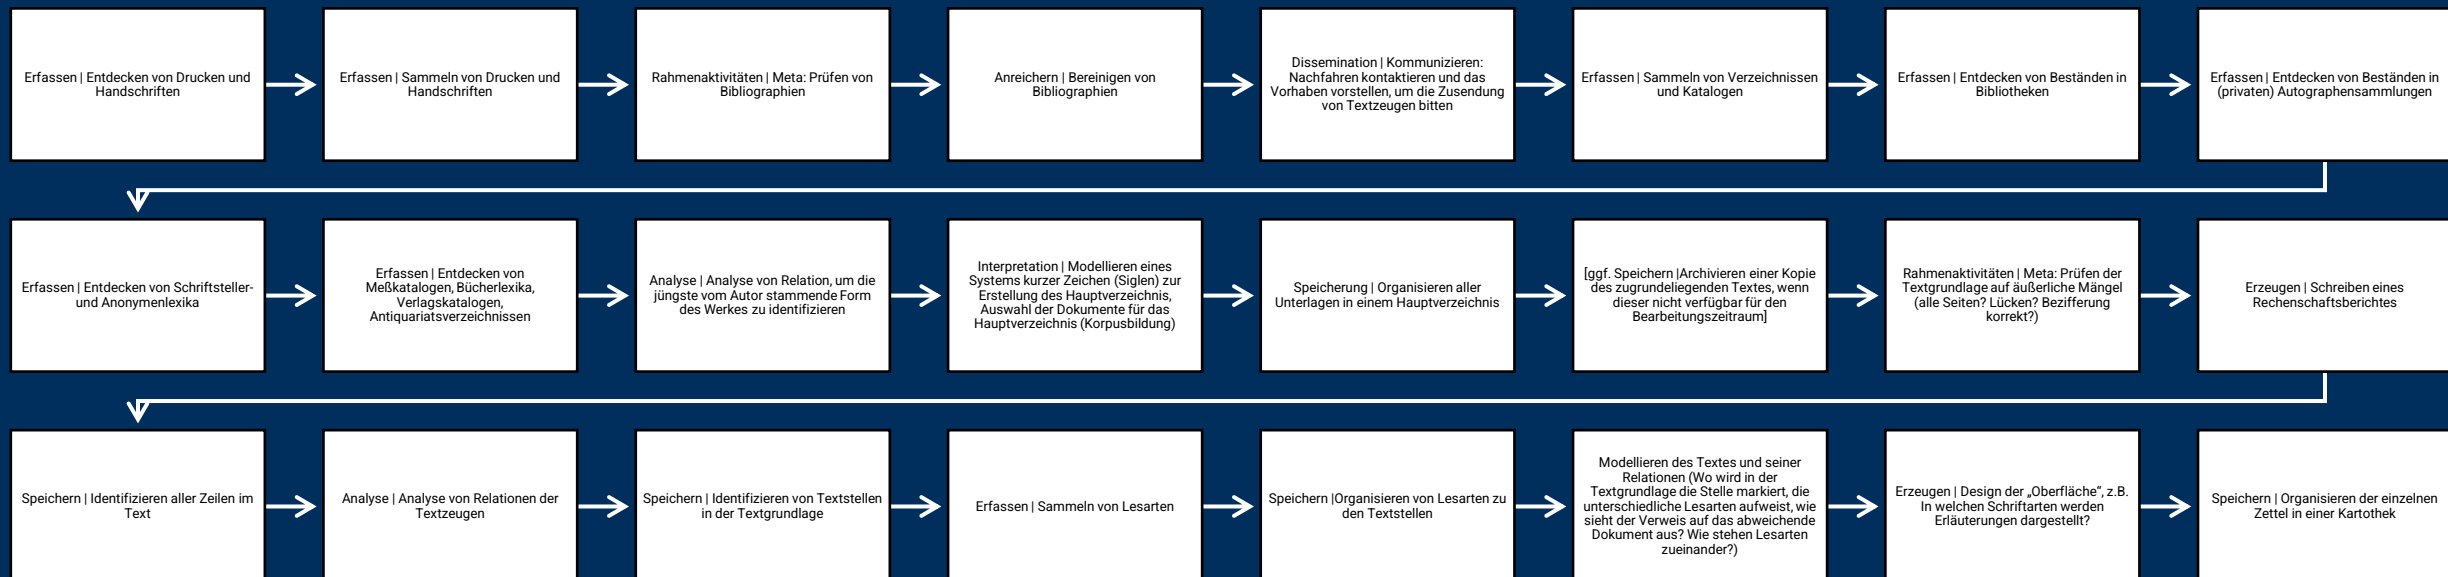 Erfassen | Entdecken von Drucken und
Handschriften
Erfassen | Sammeln von Drucken und
Handschriften
Rahmenaktivitäten | Meta: Prüfen von
Bibliographien
Anreichern | Bereinigen von
Bibliographien
Dissemination | Kommunizieren:
Nachfahren kontaktieren und das
Vorhaben vorstellen, um die Zusendung
von Textzeugen bitten
Erfassen | Sammeln von Verzeichnissen
und Katalogen
Erfassen | Entdecken von Beständen in
Bibliotheken
Erfassen | Entdecken von Beständen in
(privaten) Autographensammlungen
Erfassen | Entdecken von Schriftsteller-
und Anonymenlexika
Erfassen | Entdecken von
Meßkatalogen, Bücherlexika,
Verlagskatalogen,
Antiquariatsverzeichnissen
Analyse | Analyse von Relation, um die
jüngste vom Autor stammende Form
des Werkes zu identifizieren
Interpretation | Modellieren eines
Systems kurzer Zeichen (Siglen) zur
Erstellung des Hauptverzeichnis,
Auswahl der Dokumente für das
Hauptverzeichnis (Korpusbildung)
Speicherung | Organisieren aller
Unterlagen in einem Hauptverzeichnis
[ggf. Speichern |Archivieren einer Kopie
des zugrundeliegenden Textes, wenn
dieser nicht verfügbar für den
Bearbeitungszeitraum]
Rahmenaktivitäten | Meta: Prüfen der
Textgrundlage auf äußerliche Mängel
(alle Seiten? Lücken? Bezifferung
korrekt?)
Erzeugen | Schreiben eines
Rechenschaftsberichtes
Speichern | Identifizieren aller Zeilen im
Text
Analyse | Analyse von Relationen der
Textzeugen
Speichern | Identifizieren von Textstellen
in der Textgrundlage
Erfassen | Sammeln von Lesarten
Speichern |Organisieren von Lesarten zu
den Textstellen
Modellieren des Textes und seiner
Relationen (Wo wird in der
Textgrundlage die Stelle markiert, die
unterschiedliche Lesarten aufweist, wie
sieht der Verweis auf das abweichende
Dokument aus? Wie stehen Lesarten
zueinander?)
Erzeugen | Design der „Oberfläche“, z.B.
In welchen Schriftarten werden
Erläuterungen dargestellt?
Speichern | Organisieren der einzelnen
Zettel in einer Kartothek